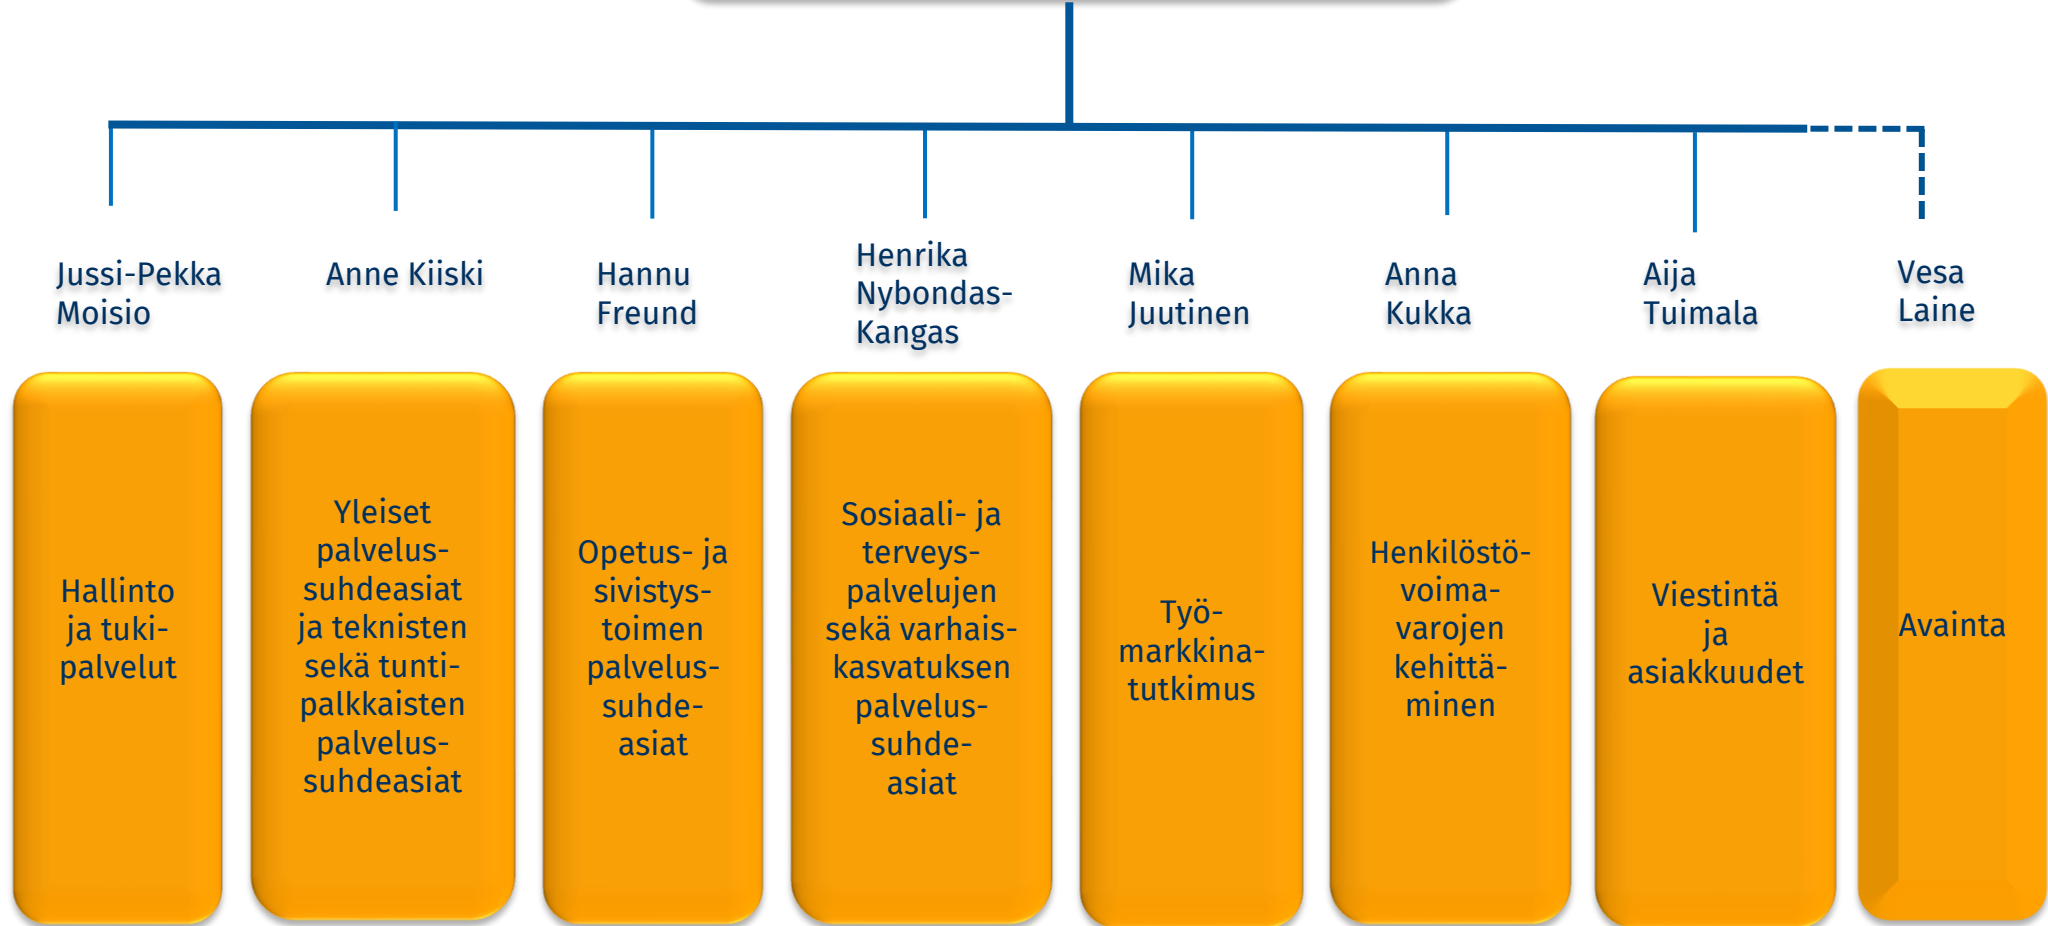 Jussi-Pekka
Moisio
Anne Kiiski
Hannu
Freund
Henrika
Nybondas-
Kangas
Mika
Juutinen
Anna
Kukka
Aija
Tuimala
Vesa
Laine
Hallinto
ja tuki-
palvelut
Yleiset
palvelus-
suhdeasiat
ja teknisten
sekä tunti-
palkkaisten
palvelus-
suhdeasiat
Opetus- ja
sivistys-
toimen
palvelus-
suhde-
asiat
Sosiaali- ja
terveys-
palvelujen
sekä varhais-
kasvatuksen
palvelus-
suhde-
asiat
Työ-
markkina-
tutkimus
Henkilöstö-
voima-
varojen
kehittä-
minen
Viestintä
ja
asiakkuudet
Avainta